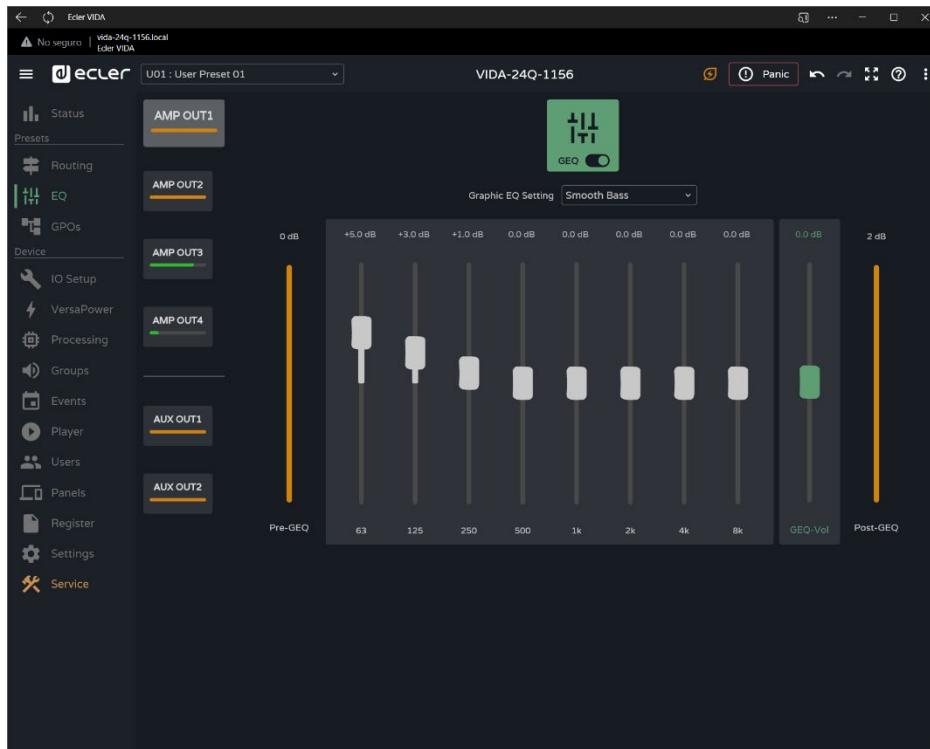 Ecler VIDA
No seguro | vida-24q-1156.local
Ecler VIDA
ecler
U01 : User Preset 01
VIDA-24Q-1156
Panic
Status
Presets
Routing
EQ
GPOs
Device
IO Setup
VersaPower
Processing
Groups
Events
Player
Users
Panels
Register
Settings
Service
AMP OUT1
AMP OUT2
AMP OUT3
AMP OUT4
AUX OUT1
AUX OUT2
GEQ
Graphic EQ Setting Smooth Bass
0 dB +5.0 dB +3.0 dB +1.0 dB 0.0 dB 0.0 dB 0.0 dB 0.0 dB 0.0 dB 0.0 dB 2 dB
Pre-GEQ 63 125 250 500 1k 2k 4k 8k GEQ-Vol Post-GEQ